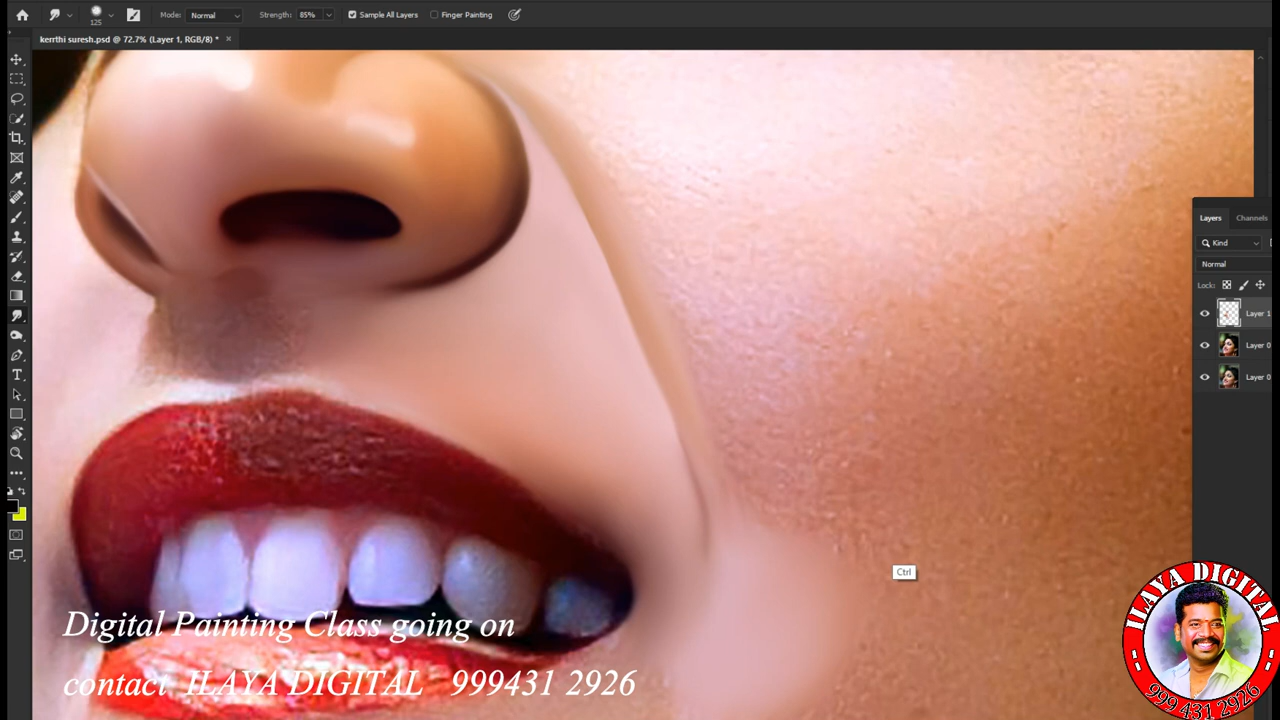 125
Mode: Normal
Strength: 85%
Sample All Layers
Finger Painting
kerrthi suresh.psd @ 72.7% (Layer 1, RGB/8) *
Layers
Channels
Kind
Normal
Lock:
Layer 1
Layer 0
Layer 0
Ctrl
Digital Painting Class going on
contact ILAYA DIGITAL 999431 2926
ILAYA DIGITAL
999 431 2926